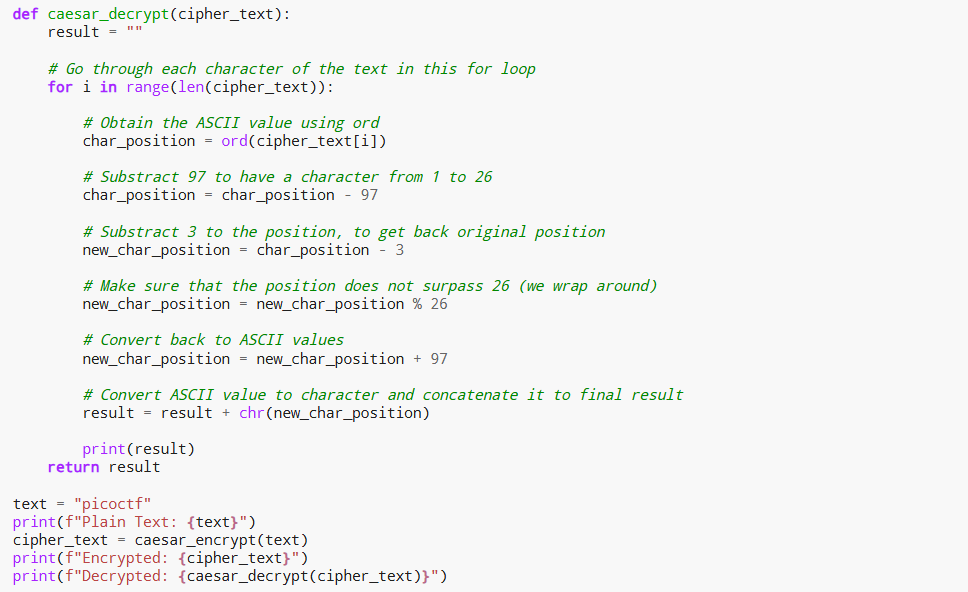 def caesar_decrypt(cipher_text):
    result = ""
    # Go through each character of the text in this for loop
    for i in range(len(cipher_text)):
        # Obtain the ASCII value using ord
        char_position = ord(cipher_text[i])
        # Substract 97 to have a character from 1 to 26
        char_position = char_position - 97
        # Substract 3 to the position, to get back original position
        new_char_position = char_position - 3
        # Make sure that the position does not surpass 26 (we wrap around)
        new_char_position = new_char_position % 26
        # Convert back to ASCII values
        new_char_position = new_char_position + 97
        # Convert ASCII value to character and concatenate it to final result
        result = result + chr(new_char_position)
        print(result)
    return result
text = "picoctf"
print(f"Plain Text: {text}")
cipher_text = caesar_encrypt(text)
print(f"Encrypted: {cipher_text}")
print(f"Decrypted: {caesar_decrypt(cipher_text)}")